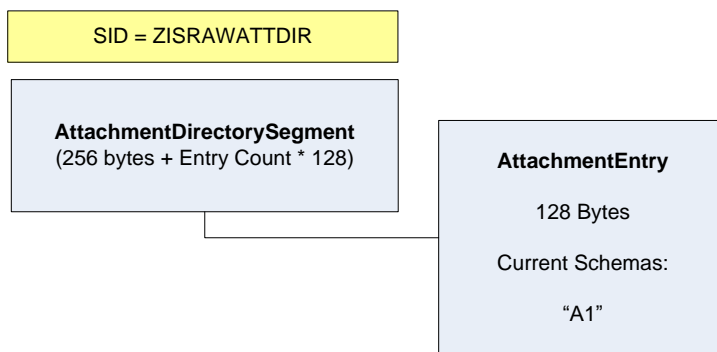 SID = ZISRAWATTDIR
AttachmentDirectorySegment
(256 bytes + Entry Count * 128)
AttachmentEntry
128 Bytes
Current Schemas:
“A1”